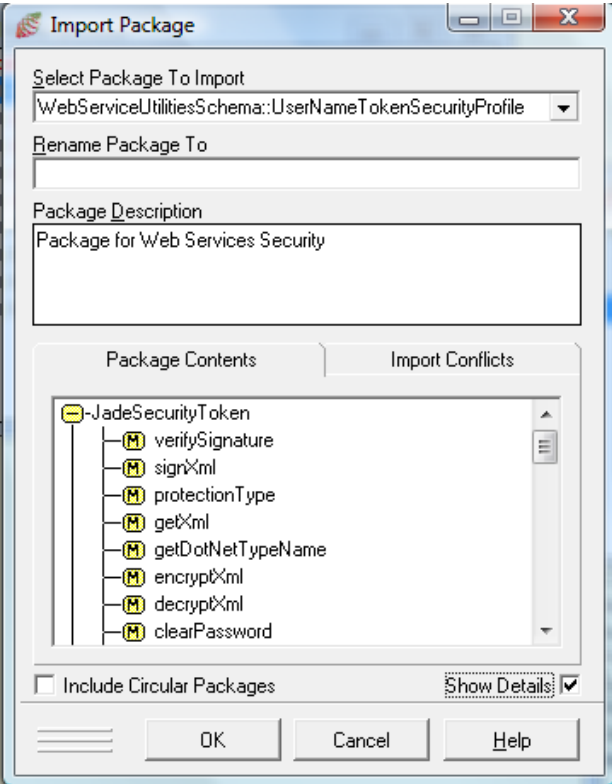 Import Package
Select Package To Import
WebServiceUtilitiesSchema::UserNameTokenSecurityProfile
Rename Package To
Package Description
Package for Web Services Security
Package Contents Import Conflicts
JadeSecurityToken
M verifySignature
M signXml
M protectionType
M getXml
M getDotNetTypeName
M encryptXml
M decryptXml
M clearPassword
Include Circular Packages Show Details
OK Cancel Help